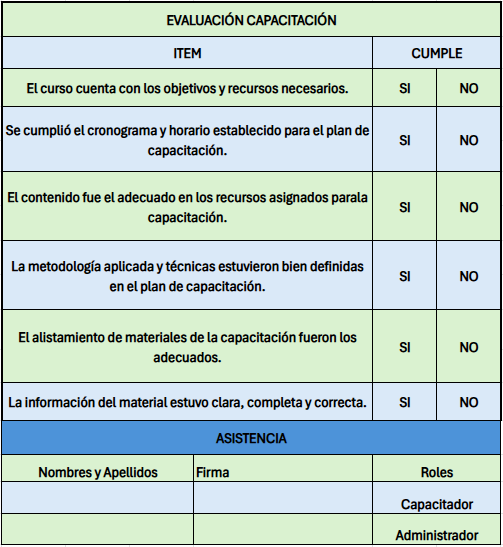 EVALUACIÓN CAPACITACIÓN
ITEM CUMPLE
El curso cuenta con los objetivos y recursos necesarios. SI NO
Se cumplió el cronograma y horario establecido para el plan de
capacitación. SI NO
El contenido fue el adecuado en los recursos asignados parala
capacitación. SI NO
La metodología aplicada y técnicas estuvieron bien definidas
en el plan de capacitación. SI NO
El alistamiento de materiales de la capacitación fueron los
adecuados. SI NO
La información del material estuvo clara, completa y correcta. SI NO
ASISTENCIA
Nombres y Apellidos Firma Roles
Capacitador
Administrador